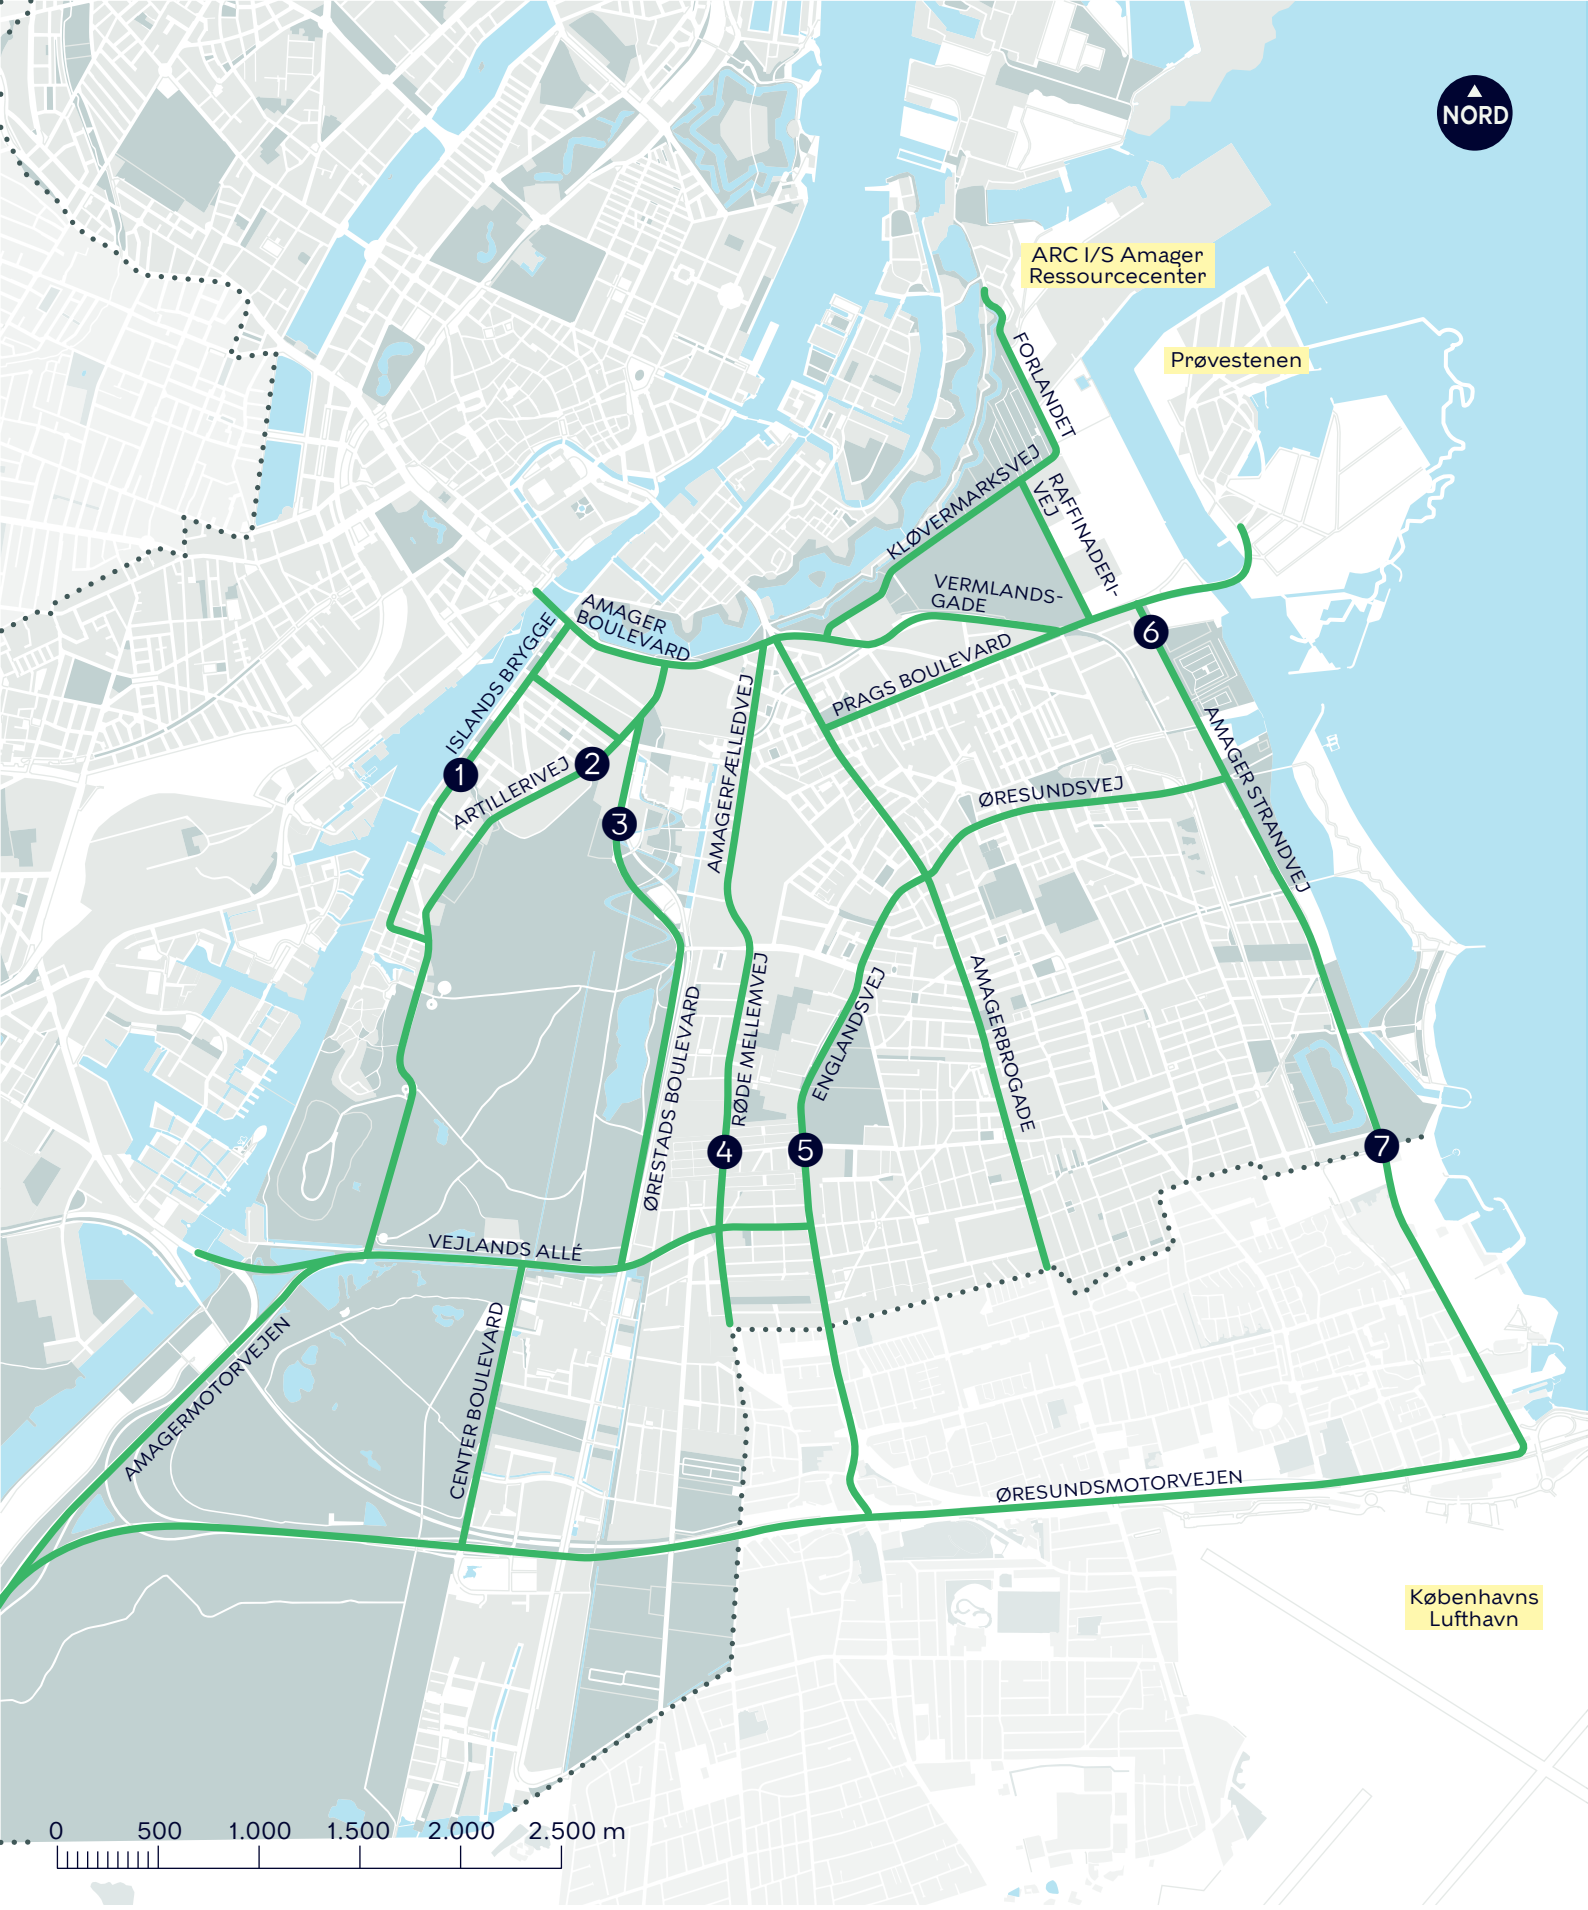 NORD
ARC I/S Amager
Ressourcecenter
Prøvestenen
FORLANDET
KLØVERMARKSVEJ
RAFFINADERI-
VEJ
VERMLANDS-
GADE
AMAGER
BOULEVARD
ISLANDS BRYGGE
PRAGS BOULEVARD
6
AMAGERFÆLLEDVEJ
1
2
ARTILLERIVEJ
3
ØRESUNDSVEJ
AMAGER STRANDVEJ
RØDE MELLEMVEJ
ENGLANDSVEJ
AMAGERBROGADE
ØRESTADS BOULEVARD
4
5
7
VEJLANDS ALLÉ
AMAGERMOTORVEJEN
CENTER BOULEVARD
ØRESUNDSMOTORVEJEN
Københavns
Lufthavn
0 500 1.000 1.500 2.000 2.500 m